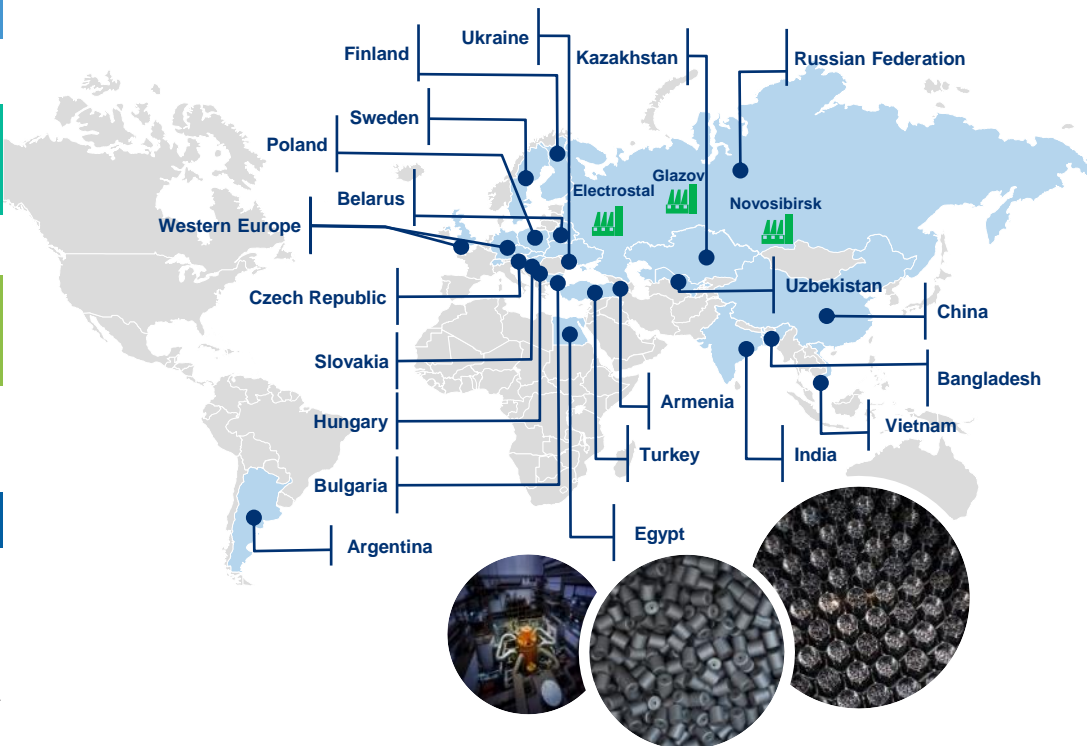 Ukraine
Finland
Kazakhstan
Russian Federation
Sweden
Poland
Glazov
Electrostal
Belarus
Novosibirsk
Western Europe
Uzbekistan
Czech Republic
China
Slovakia
Bangladesh
Armenia
Hungary
Vietnam
Turkey
India
Bulgaria
Egypt
Argentina